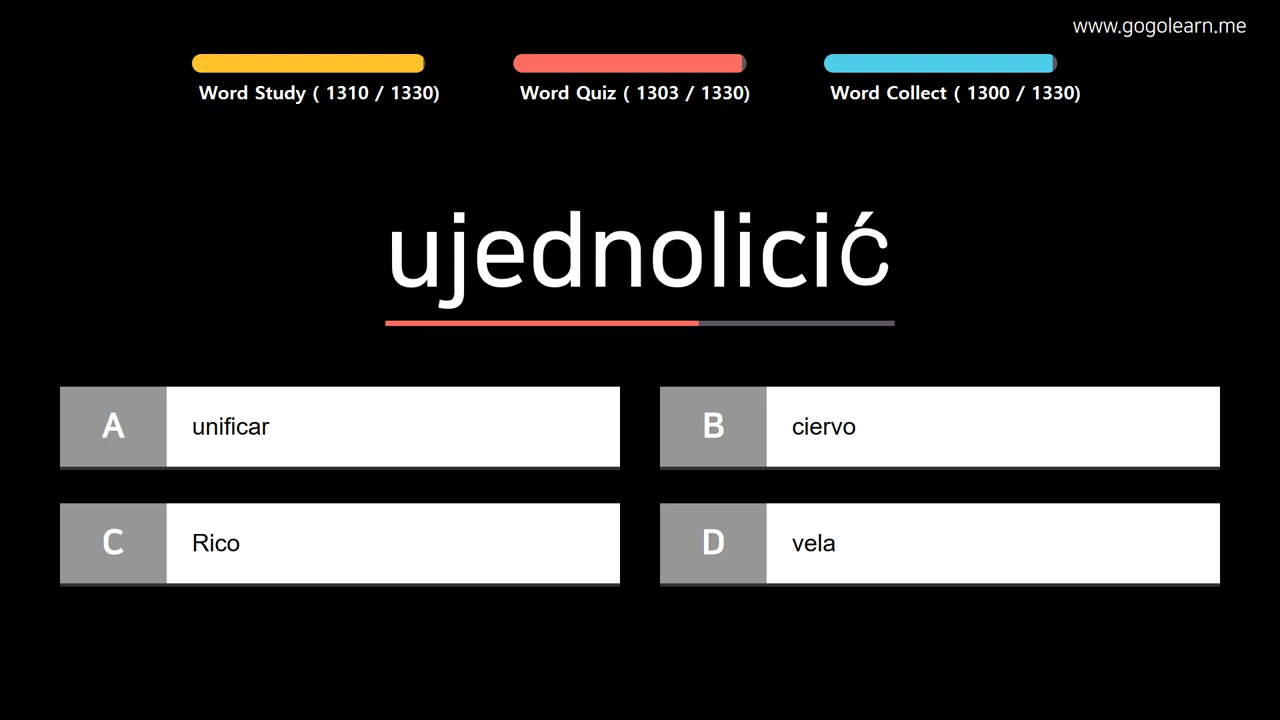 www.gogolearn.me
Word Study ( 1310 / 1330)
Word Quiz ( 1303 / 1330)
Word Collect ( 1300 / 1330)
ujednolicić
A unificar
B ciervo
C Rico
D vela